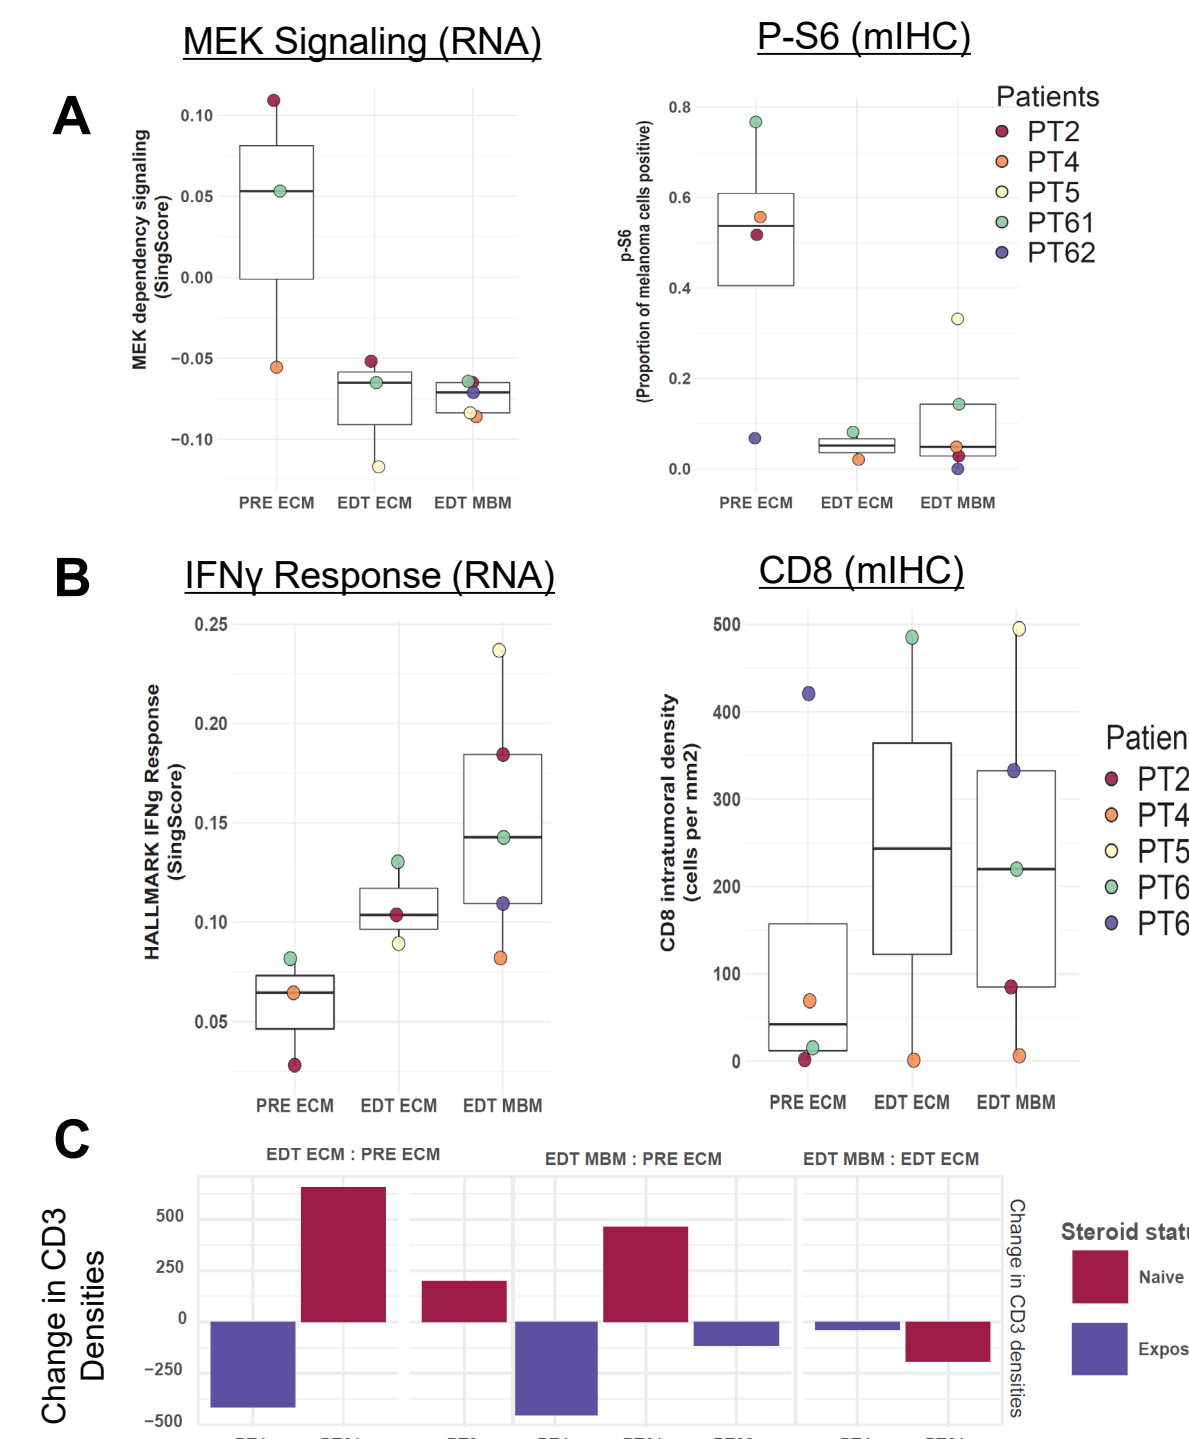 MEK Signaling (RNA)
P-S6 (mIHC)
A
MEK dependency signaling
(SingScore)
0.10
0.05
0.00
−0.05
−0.10
PRE ECM
EDT ECM
EDT MBM
p-S6
(Proportion of melanoma cells positive)
0.8
0.6
0.4
0.2
0.0
PRE ECM
EDT ECM
EDT MBM
Patients
PT2
PT4
PT5
PT61
PT62
B
IFNγ Response (RNA)
CD8 (mIHC)
HALLMARK IFNg Response
(SingScore)
0.25
0.20
0.15
0.10
0.05
PRE ECM
EDT ECM
EDT MBM
CD8 intratumoral density
(cells per mm2)
500
400
300
200
100
0
PRE ECM
EDT ECM
EDT MBM
Patien
PT2
PT4
PT5
PT6
PT6
C
EDT ECM : PRE ECM
EDT MBM : PRE ECM
EDT MBM : EDT ECM
Change in CD3
Densities
500
250
0
−250
−500
Change in CD3 densities
Steroid statu
Naive
Expos